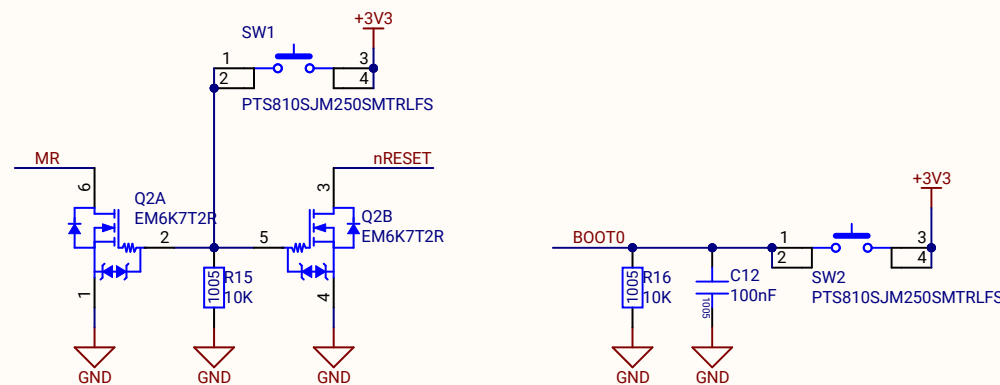 SW1
+3V3
1
2
3
4
PTS810SJM250SMTRLFS
MR
6
Q2A
EM6K7T2R
2
1
nRESET
3
Q2B
EM6K7T2R
5
4
1005
R15
10K
GND
GND
GND
+3V3
BOOT0
1
2
3
4
SW2
PTS810SJM250SMTRLFS
1005
R16
10K
C12
100nF
1005
GND
GND